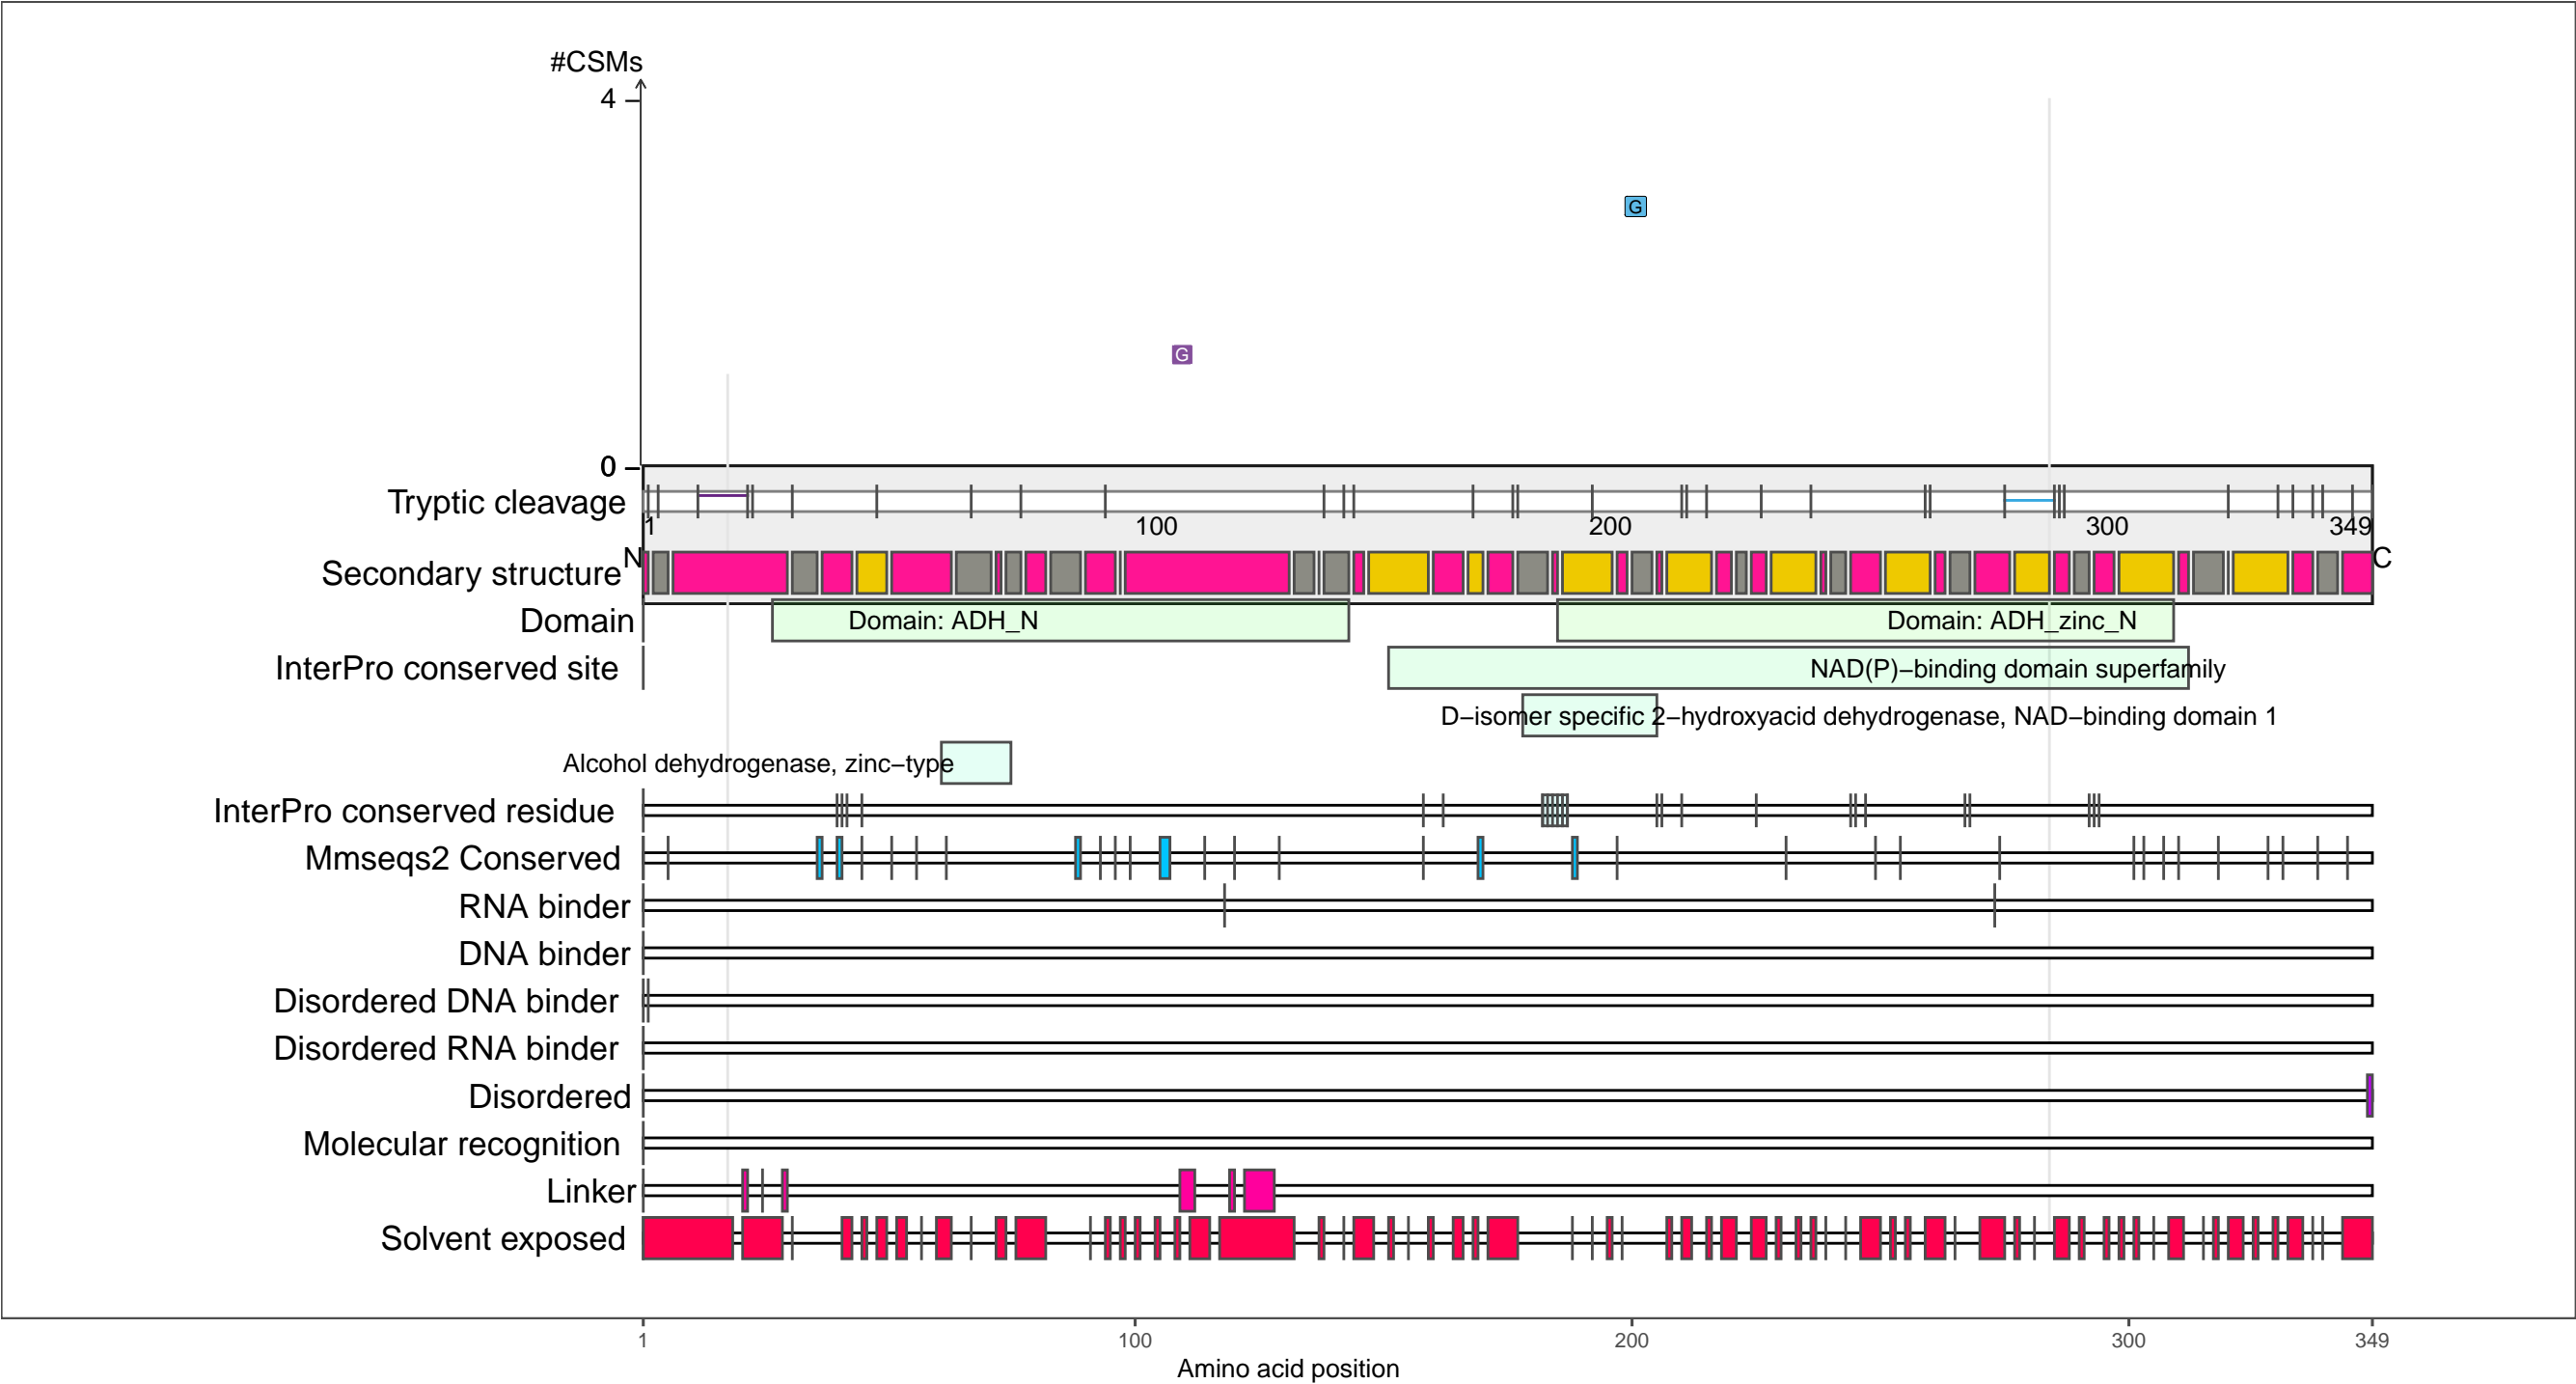 #CSMs
4
G
G
0
Tryptic cleavage
1 100 200 300 349
N C
Secondary structure
Domain
Domain: ADH_N Domain: ADH_zinc_N
InterPro conserved site
NAD(P)−binding domain superfamily
D−isomer specific 2−hydroxyacid dehydrogenase, NAD−binding domain 1
Alcohol dehydrogenase, zinc−type
InterPro conserved residue
Mmseqs2 Conserved
RNA binder
DNA binder
Disordered DNA binder
Disordered RNA binder
Disordered
Molecular recognition
Linker
Solvent exposed
1 100 200 300 349
Amino acid position